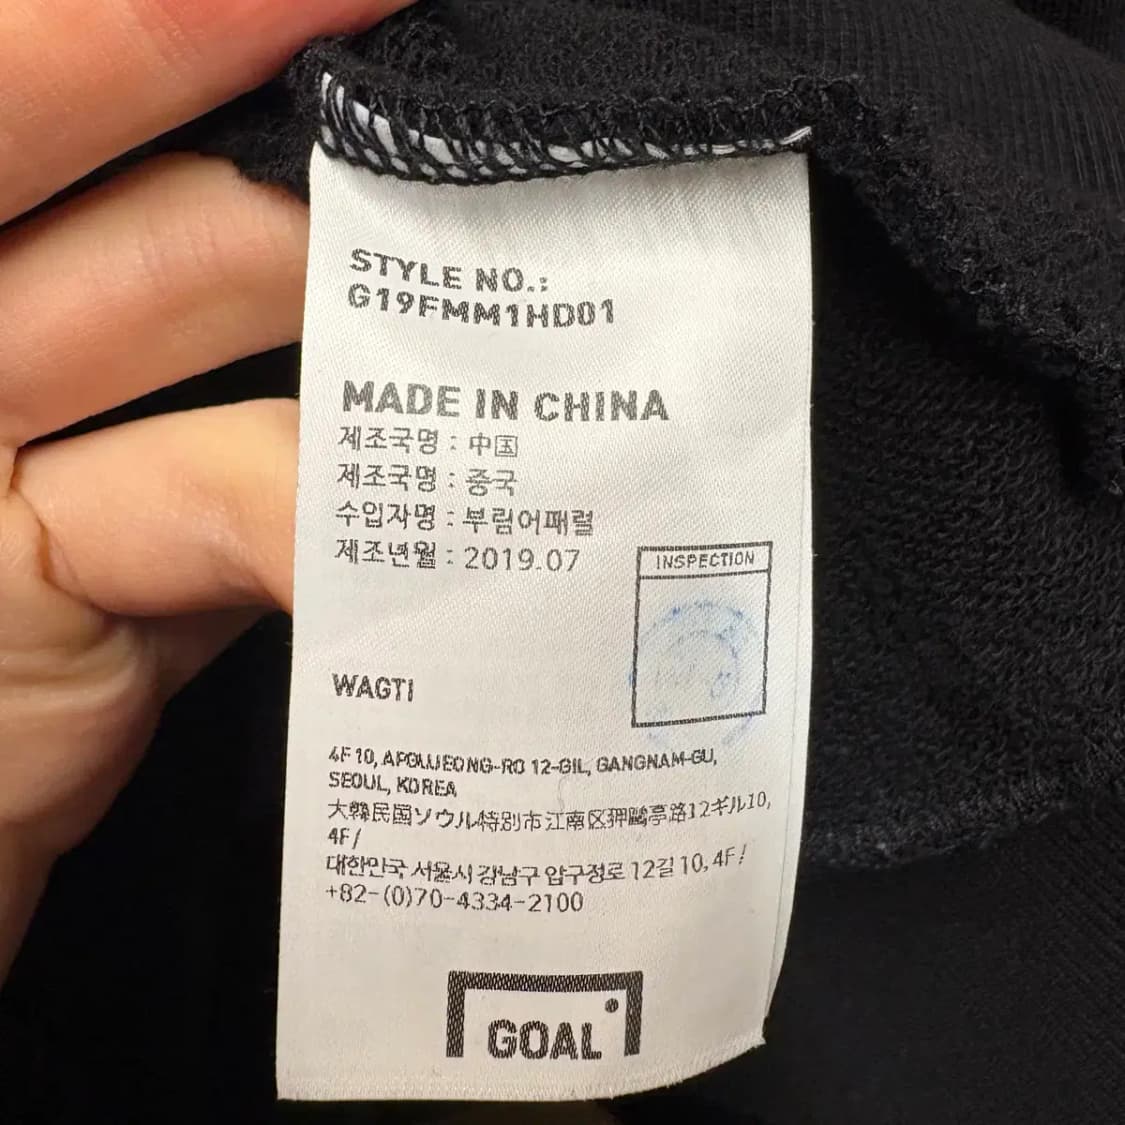 STYLE NO.:
G19FMM1HD01
MADE IN CHINA
제조국명 : 中国
제조국명 : 중국
수입자명 : 부림어패럴
제조년월 : 2019.07
INSPECTION
WAGTI
4F 10, APGUJEONG-RO 12-GIL, GANGNAM-GU,
SEOUL, KOREA
大韓民国ソウル特別市江南区狎鷗亭路12ギル10,
4F/
대한민국 서울시 강남구 압구정로 12길 10, 4F/
+82-(0)70-4334-2100
GOAL